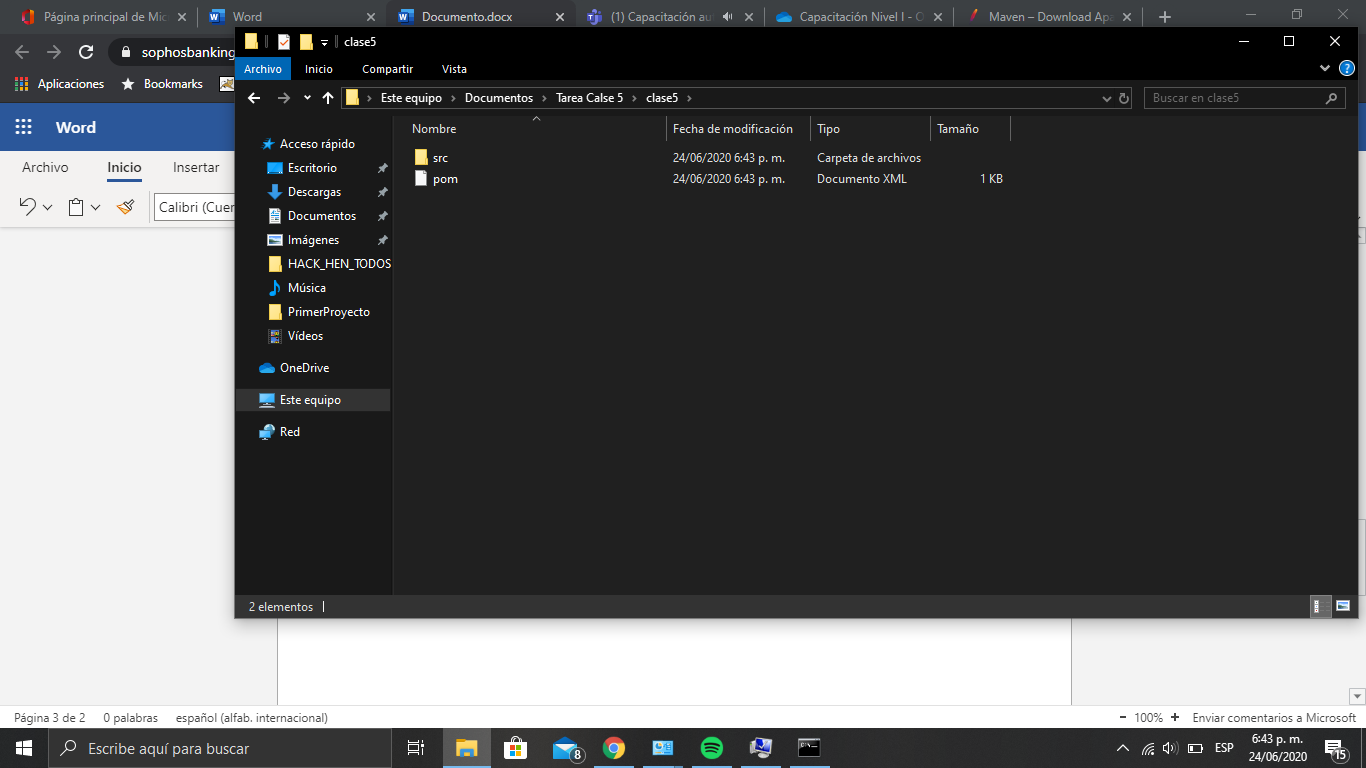 Página principal de Mic
Word
Documento.docx
(1) Capacitación au
Capacitación Nivel I - O
Maven – Download Apa
clase5
sophosbanking
Archivo
Inicio
Compartir
Vista
Aplicaciones
Bookmarks
Este equipo
Documentos
Tarea Calse 5
clase5
Buscar en clase5
Word
Nombre
Fecha de modificación
Tipo
Tamaño
Acceso rápido
src
24/06/2020 6:43 p. m.
Carpeta de archivos
Archivo
Inicio
Insertar
Escritorio
pom
24/06/2020 6:43 p. m.
Documento XML
1 KB
Descargas
Calibri (Cuer
Documentos
Imágenes
HACK_HEN_TODOS
Música
PrimerProyecto
Vídeos
OneDrive
Este equipo
Red
2 elementos
Página 3 de 2
0 palabras
español (alfab. internacional)
100%
Enviar comentarios a Microsoft
Escribe aquí para buscar
8
ESP
6:43 p. m.
24/06/2020
15